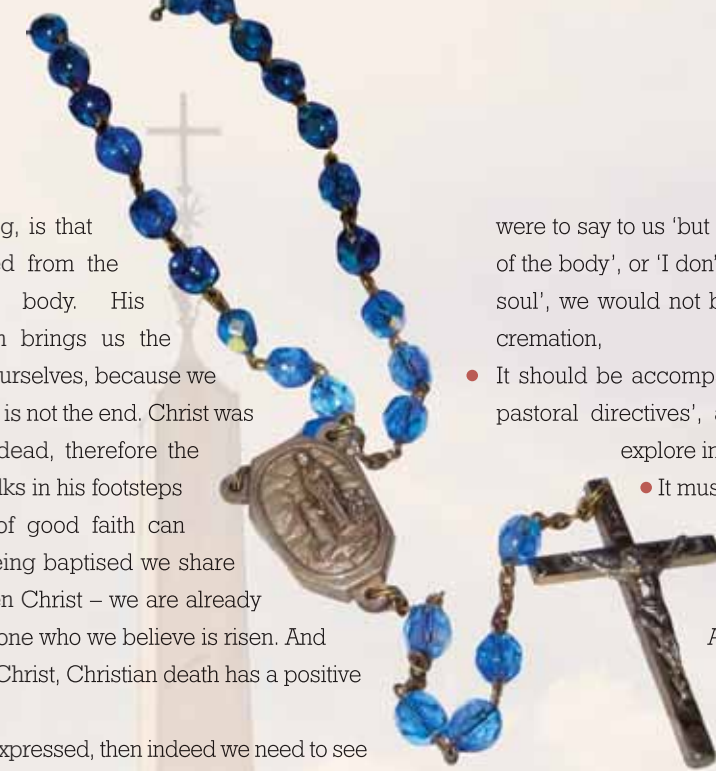 g, is that
ed from the
body. His
n brings us the
urselves, because we
is not the end. Christ was
dead, therefore the
lks in his footsteps
of good faith can
eing baptised we share
en Christ – we are already
one who we believe is risen. And
Christ, Christian death has a positive
xpressed, then indeed we need to see
were to say to us ‘but
of the body’, or ‘I don’
soul’, we would not b
cremation,
• It should be accomp
pastoral directives’, a
explore in
• It mus
A